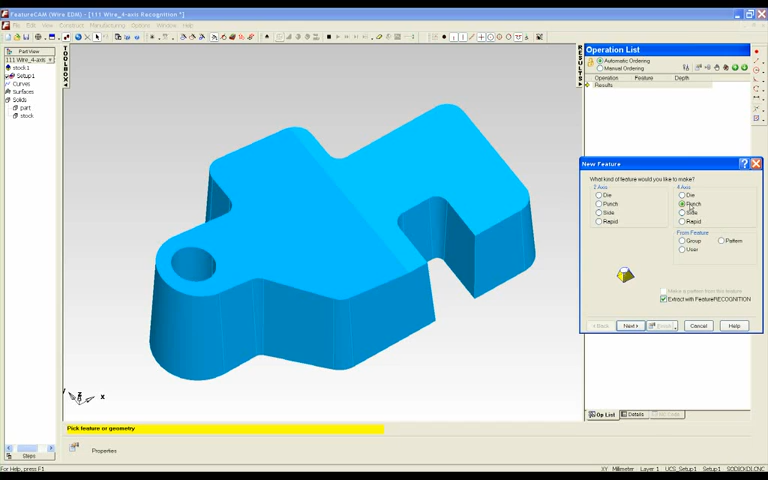 FeatureCAM (Wire EDM) - [111 Wire_4-axis Recognition *]
File Edit View Construct Manufacturing Options Window Help
Part View
111 Wire_4-axis
stock1
Setup1
Curves
Surfaces
Solids
part
stock
Steps
TOOLBOX
RESULTS
Operation List
Automatic Ordering
Manual Ordering
Operation Feature Depth
Results
New Feature
What kind of feature would you like to make?
2 Axis
Die
Punch
Side
Rapid
4 Axis
Die
Punch
Side
Rapid
From Feature
Group Pattern
User
Make a pattern from this feature
Extract with FeatureRECOGNITION
< Back Next > Finish Cancel Help
Op List Details
X
Z
Pick feature or geometry
Properties
For Help, press F1
XY Millimeter Layer 1 UCS_Setup1 Setup1